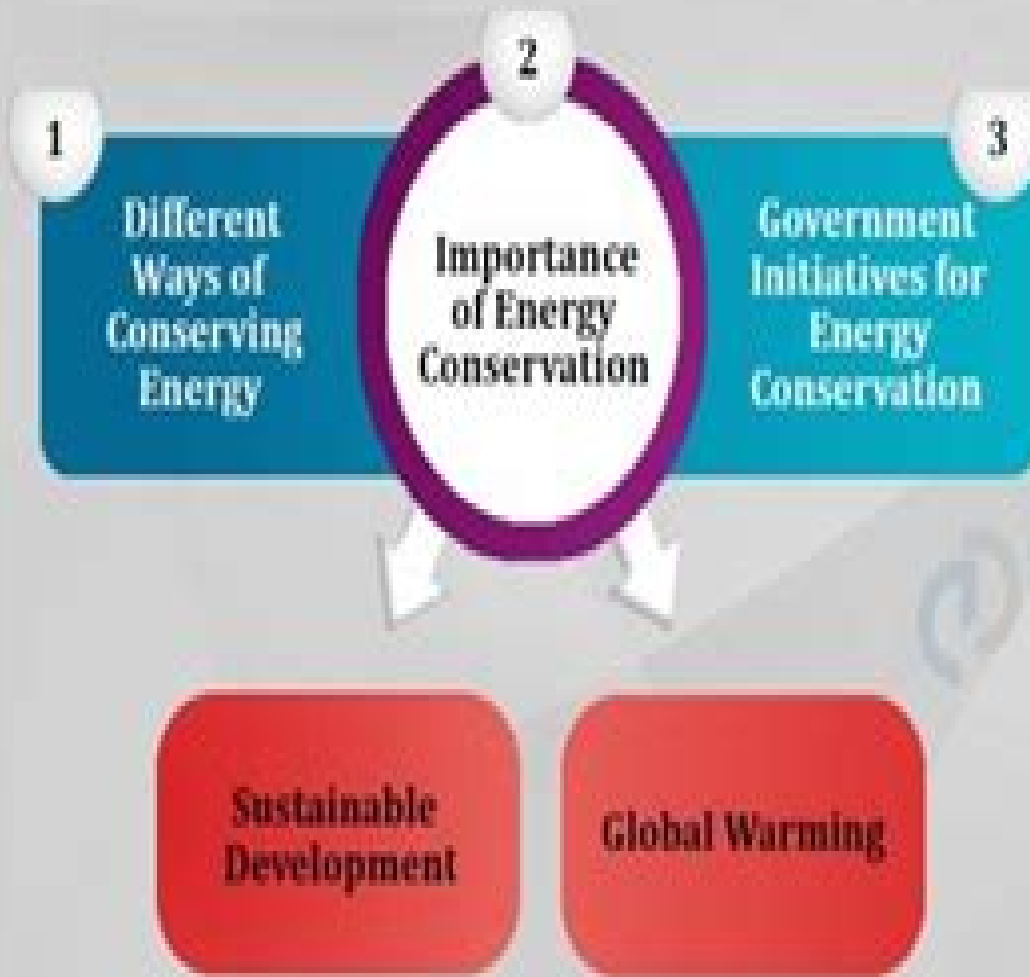 1
Different
Ways of
Conserving
Energy
2
Importance
of Energy
Conservation
3
Government
Initiatives for
Energy
Conservation
Sustainable
Development
Global Warming